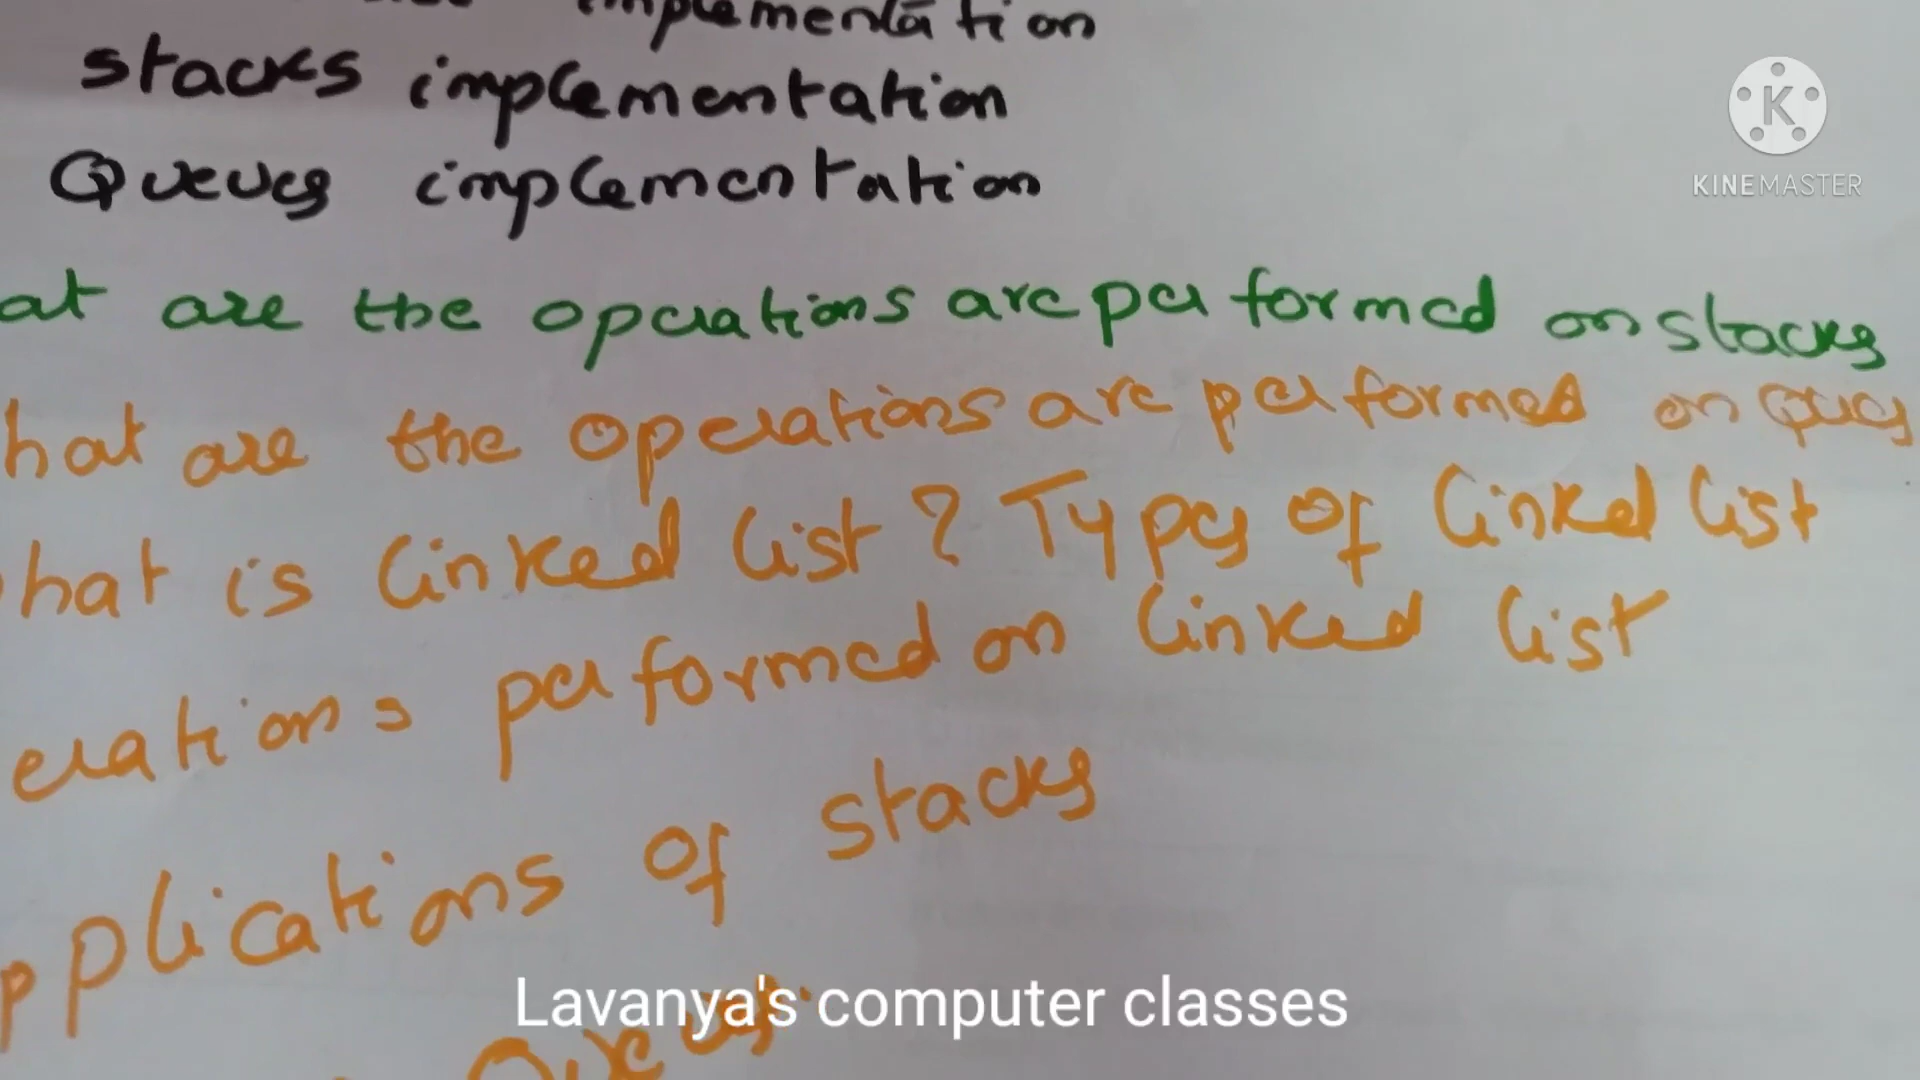 implementation
stacks implementation
Queues implementation
at are the operations are performed on stacks
hat are the operations are performed on Queues
hat is linked list? Types of linked list
erations performed on linked list
pplications of stacks
Queues
Lavanya's computer classes
K
KINEMASTER